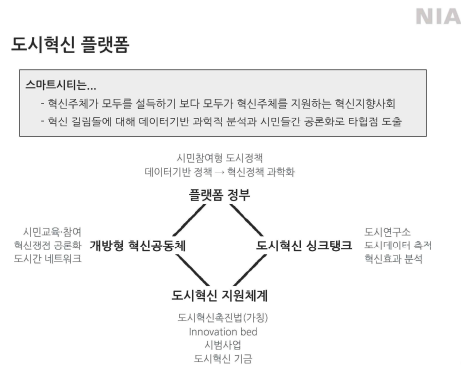 NIA
도시혁신 플랫폼
스마트시티는...
- 혁신주체가 모두를 설득하기 보다 모두가 혁신주체를 지원하는 혁신지향사회
- 혁신 길림들에 대해 데이터기반 과학적 분석과 시민들간 공론화로 타협점 도출
시민참여형 도시정책
데이터기반 정책 → 혁신정책 과학화
플랫폼 정부
시민교육·참여
혁신쟁점 공론화
도시간 네트워크
개방형 혁신공동체
도시혁신 싱크탱크
도시연구소
도시데이터 측정
혁신효과 분석
도시혁신 지원체계
도시혁신촉진법(가칭)
Innovation bed
시범사업
도시혁신 기금